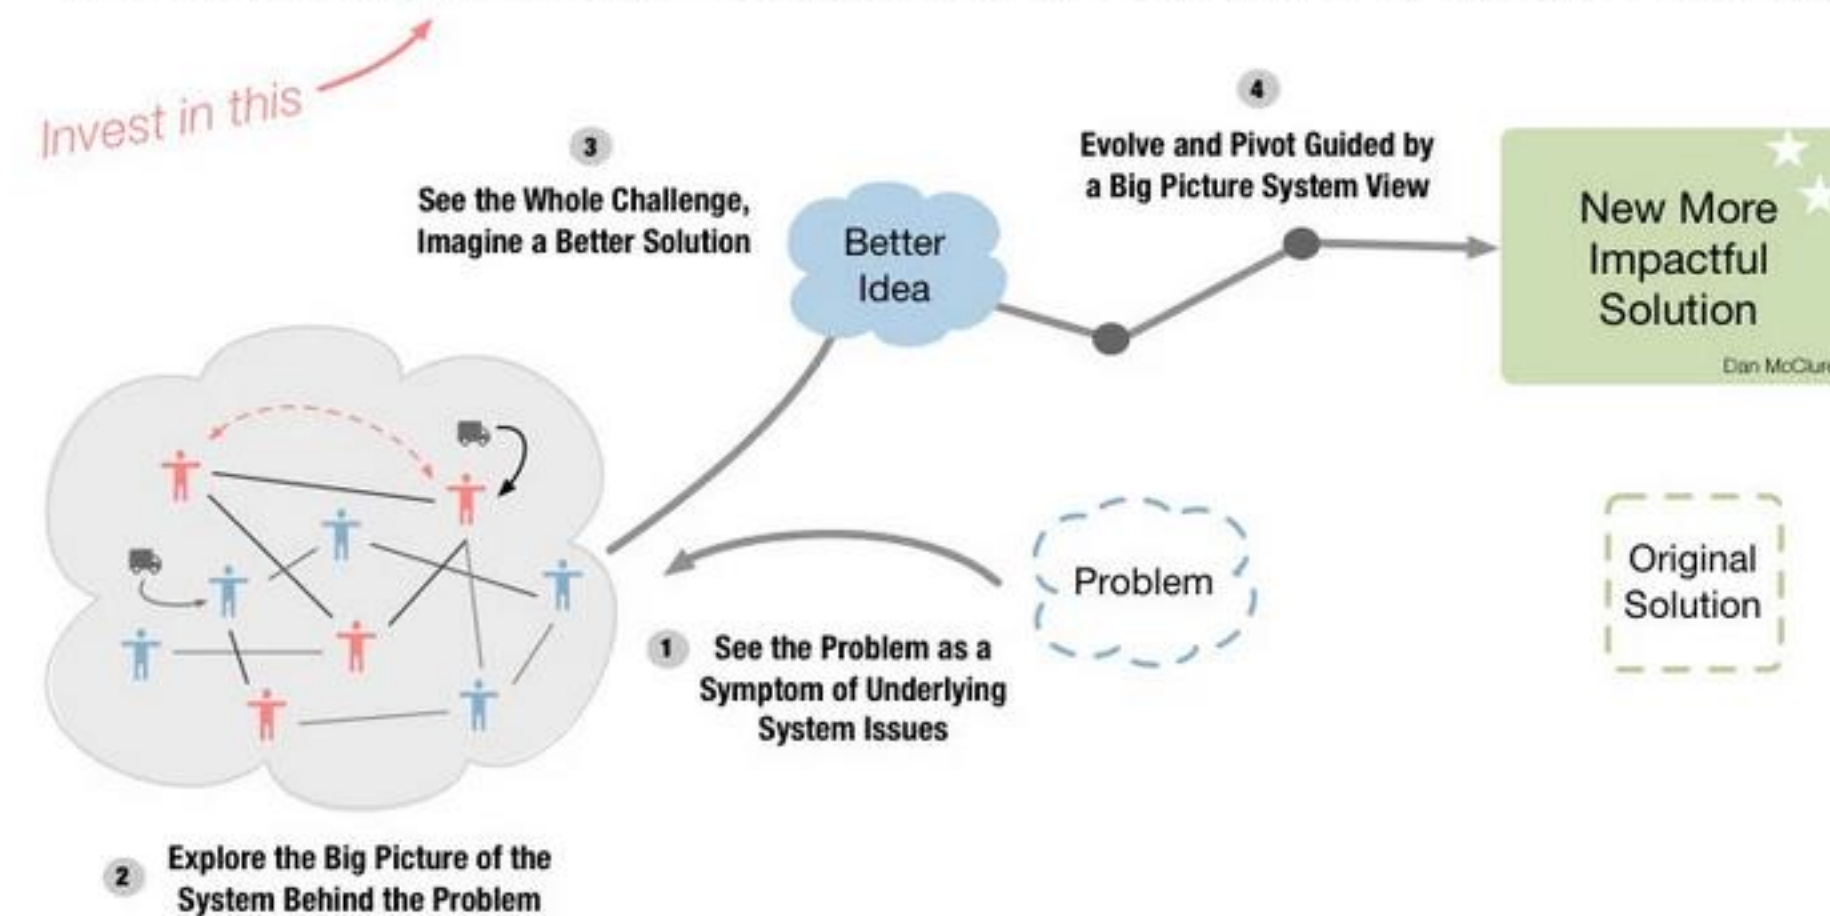 Invest in this
3
See the Whole Challenge,
Imagine a Better Solution
4
Evolve and Pivot Guided by
a Big Picture System View
Better
Idea
New More
Impactful
Solution
Dan McClure
Problem
Original
Solution
1
See the Problem as a
Symptom of Underlying
System Issues
2
Explore the Big Picture of the
System Behind the Problem